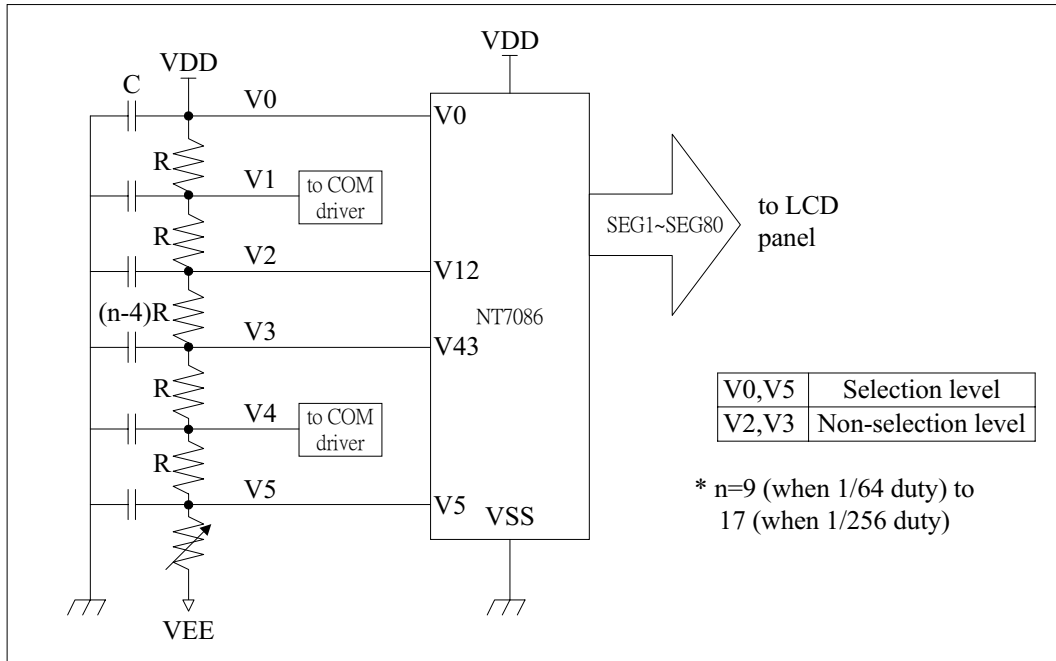 VDD
VDD
C
V0
V0
R
V1
to COM
driver
R
V2
V12
SEG1~SEG80
to LCD
panel
(n-4)R
NT7086
V3
V43
R
V4
to COM
driver
V0,V5 Selection level
V2,V3 Non-selection level
R
V5
V5
VSS
* n=9 (when 1/64 duty) to
17 (when 1/256 duty)
VEE